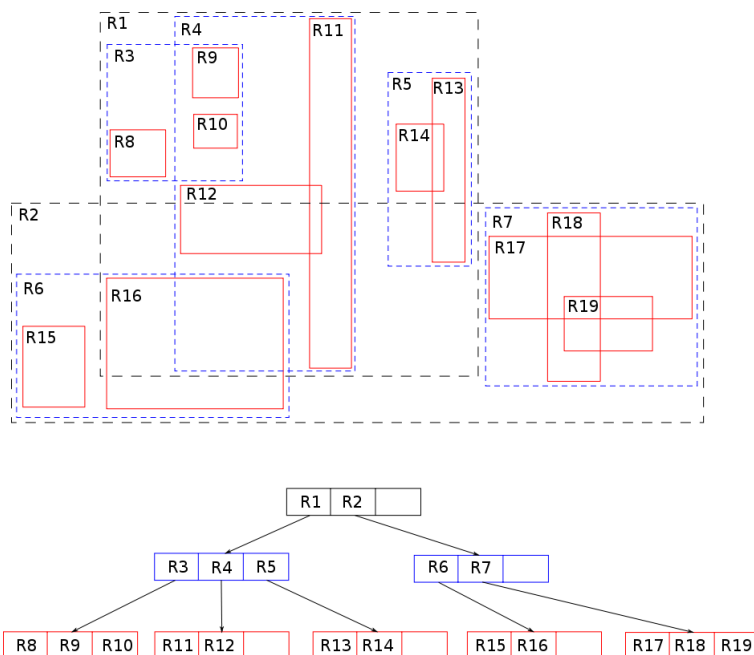 R1
R4
R11
R3
R9
R5
R13
R10
R14
R8
R12
R2
R7
R18
R17
R6
R16
R19
R15
R1 R2
R3 R4 R5
R6 R7
R8 R9 R10
R11 R12
R13 R14
R15 R16
R17 R18 R19